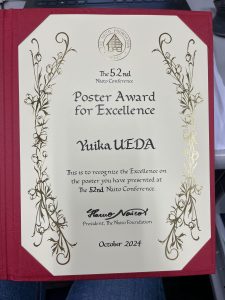 The 52nd
Naito Conference
Poster Award
for Excellence
Yuika UEDA
This is to recognize the Excellence on
the poster you have presented at
The 52nd Naito Conference.
President, The Naito Foundation
October 2024